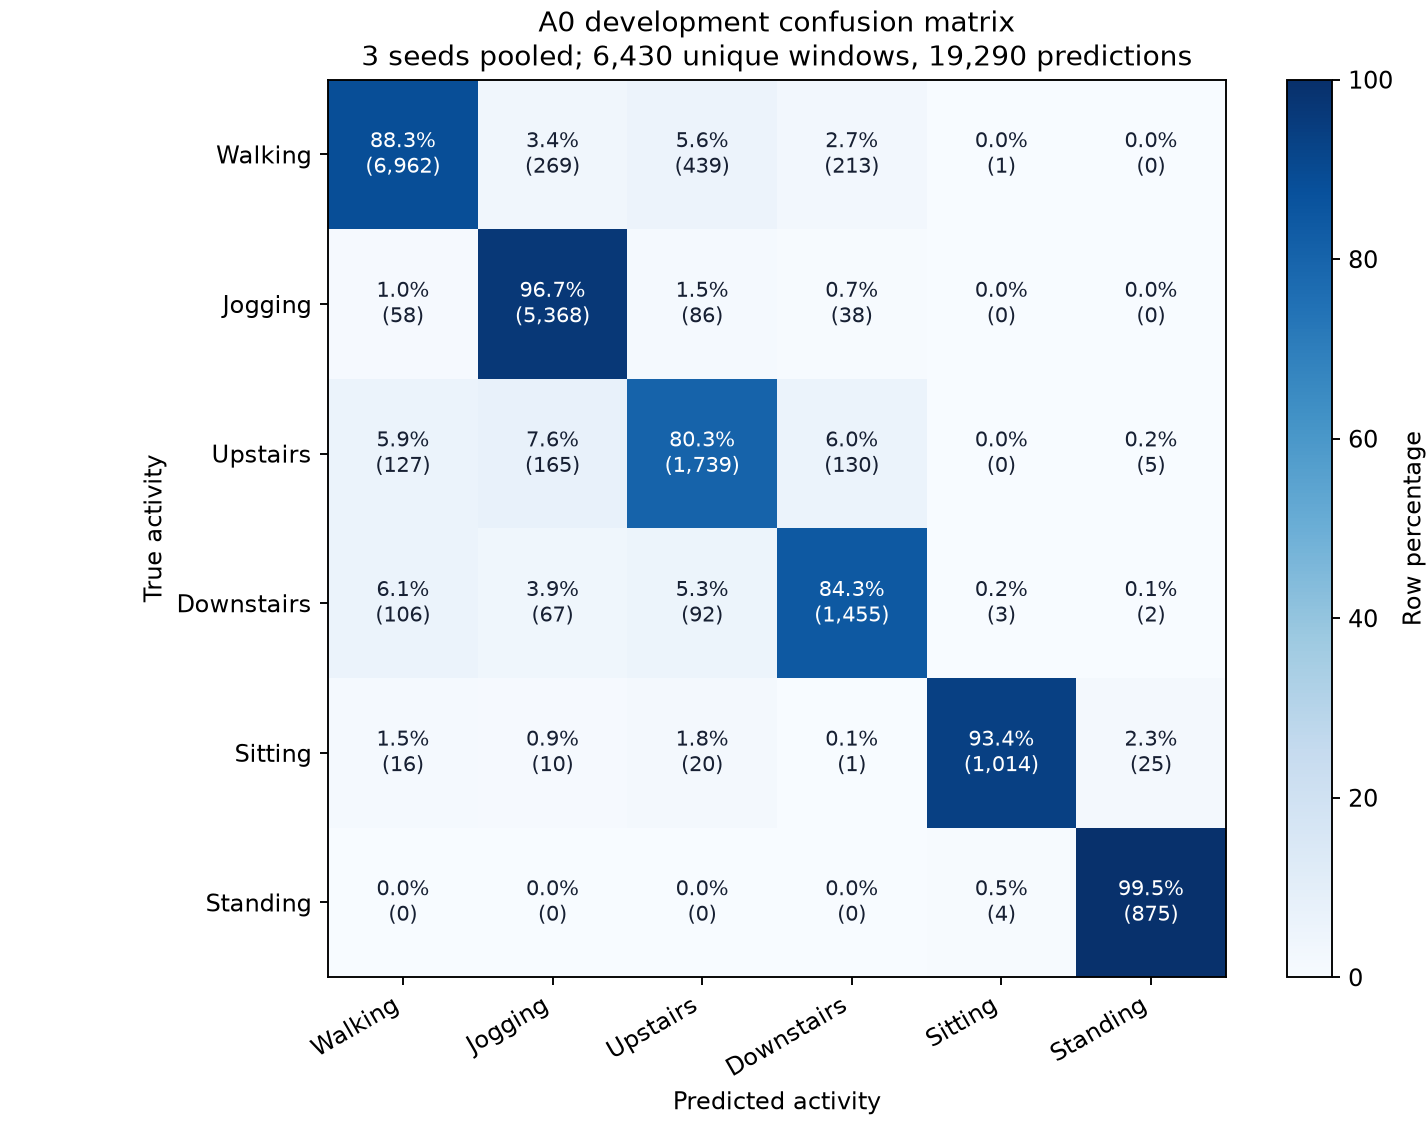 A0 development confusion matrix
3 seeds pooled; 6,430 unique windows, 19,290 predictions
True activity
Walking
88.3% 3.4% 5.6% 2.7% 0.0% 0.0%
(6,962) (269) (439) (213) (1) (0)
Jogging
1.0% 96.7% 1.5% 0.7% 0.0% 0.0%
(58) (5,368) (86) (38) (0) (0)
Upstairs
5.9% 7.6% 80.3% 6.0% 0.0% 0.2%
(127) (165) (1,739) (130) (0) (5)
Downstairs
6.1% 3.9% 5.3% 84.3% 0.2% 0.1%
(106) (67) (92) (1,455) (3) (2)
Sitting
1.5% 0.9% 1.8% 0.1% 93.4% 2.3%
(16) (10) (20) (1) (1,014) (25)
Standing
0.0% 0.0% 0.0% 0.0% 0.5% 99.5%
(0) (0) (0) (0) (4) (875)
Walking Jogging Upstairs Downstairs Sitting Standing
Predicted activity
100
80
60
40
20
0
Row percentage